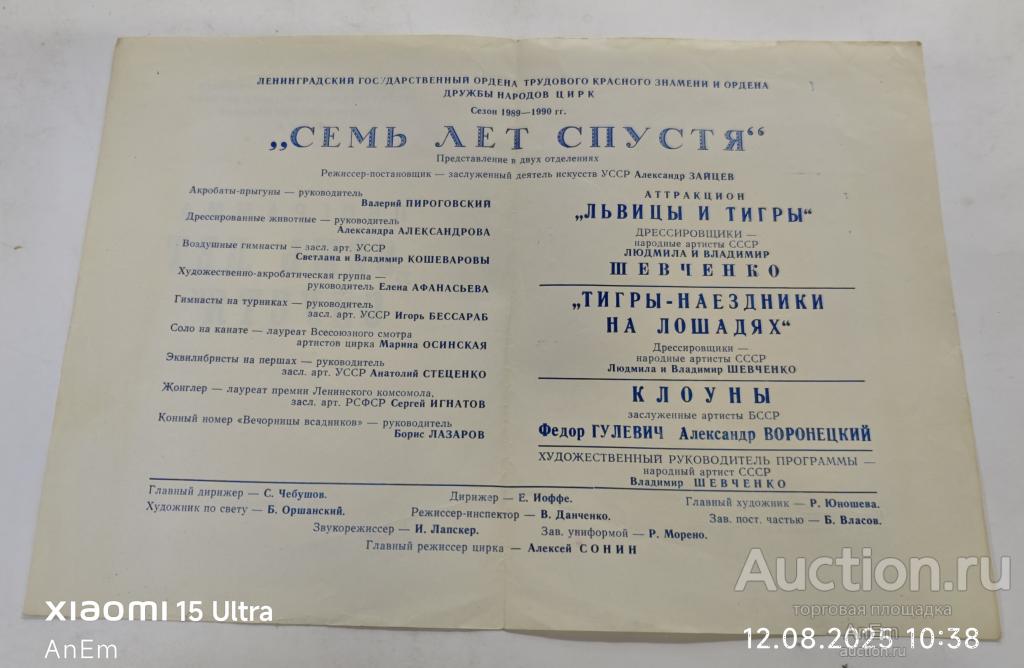 ЛЕНИНГРАДСКИЙ ГОСУДАРСТВЕННЫЙ ОРДЕНА ТРУДОВОГО КРАСНОГО ЗНАМЕНИ И ОРДЕНА
ДРУЖБЫ НАРОДОВ ЦИРК
Сезон 1989—1990 гг.
„СЕМЬ ЛЕТ СПУСТЯ“
Представление в двух отделениях
Режиссер-постановщик — заслуженный деятель искусств УССР Александр ЗАЙЦЕВ
Акробаты-прыгуны — руководитель
Валерий ПИРОГОВСКИЙ
Дрессированные животные — руководитель
Александра АЛЕКСАНДРОВА
Воздушные гимнасты — засл. арт. УССР
Светлана и Владимир КОШЕВАРОВЫ
Художественно-акробатическая группа —
руководитель Елена АФАНАСЬЕВА
Гимнасты на турниках — руководитель
засл. арт. УССР Игорь БЕССАРАБ
Соло на канате — лауреат Всесоюзного смотра
артистов цирка Марина ОСИНСКАЯ
Эквилибристы на першах — руководитель
засл. арт. УССР Анатолий СТЕЦЕНКО
Жонглер — лауреат премии Ленинского комсомола,
засл. арт. РСФСР Сергей ИГНАТОВ
Конный номер «Вечорницы всадников» — руководитель
Борис ЛАЗАРОВ
АТТРАКЦИОН
„ЛЬВИЦЫ И ТИГРЫ“
ДРЕССИРОВЩИКИ —
народные артисты СССР
ЛЮДМИЛА И ВЛАДИМИР
ШЕВЧЕНКО
„ТИГРЫ-НАЕЗДНИКИ
НА ЛОШАДЯХ“
Дрессировщики —
народные артисты СССР
Людмила и Владимир ШЕВЧЕНКО
КЛОУНЫ
заслуженные артисты БССР
Федор ГУЛЕВИЧ Александр ВОРОНЕЦКИЙ
ХУДОЖЕСТВЕННЫЙ РУКОВОДИТЕЛЬ ПРОГРАММЫ —
народный артист СССР
Владимир ШЕВЧЕНКО
Главный дирижер — С. Чебушов.
Дирижер — Е. Иоффе.
Главный художник — Р. Юношева.
Художник по свету — Б. Оршанский.
Режиссер-инспектор — В. Данченко.
Зав. пост. частью — Б. Власов.
Звукорежиссер — И. Лапскер.
Зав. униформой — Р. Морено.
Главный режиссер цирка — Алексей СОНИН
Auction.ru
торговая площадка
AnEm
auction.ru
XIAOMI 15 Ultra
AnEm
12.08.2025 10:38